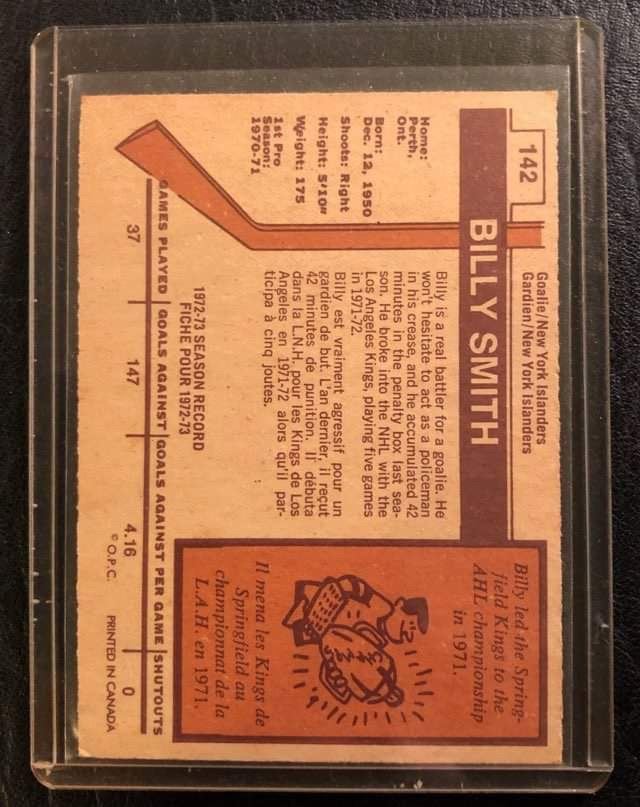 142
Goalie/New York Islanders
Gardien/New York Islanders
BILLY SMITH
Home:
Perth,
Ont.
Born:
Dec. 12, 1950
Shoots: Right
Height: 5'10"
Weight: 175
1st Pro
Season:
1970-71
Billy is a real battler for a goalie. He
won't hesitate to act as a policeman
in his crease, and he accumulated 42
minutes in the penalty box last sea-
son. He broke into the NHL with the
Los Angeles Kings, playing five games
in 1971-72.
Billy est vraiment agressif pour un
gardien de but. L'an dernier, il reçut
42 minutes de punition. Il débuta
dans la L.N.H. pour les Kings de Los
Angeles en 1971-72 alors qu'il par-
ticipa à cinq joutes.
Billy led the Spring-
field Kings to the
AHL championship
in 1971.
Il mena les Kings de
Springfield au
championnat de la
L.A.H. en 1971.
1972-73 SEASON RECORD
FICHE POUR 1972-73
GAMES PLAYED GOALS AGAINST GOALS AGAINST PER GAME SHUTOUTS
37 147 4.16 0
© O.P.C. PRINTED IN CANADA